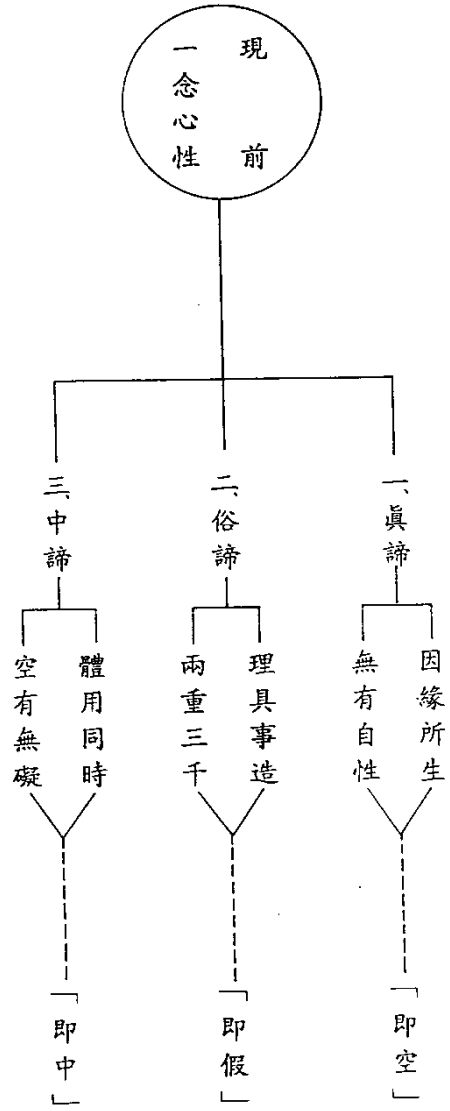 現前
一念心性
一、眞諦
因緣所生
無有自性
「即空」
二、俗諦
理具事造
兩重三千
「即假」
三、中諦
體用同時
空有無礙
「即中」